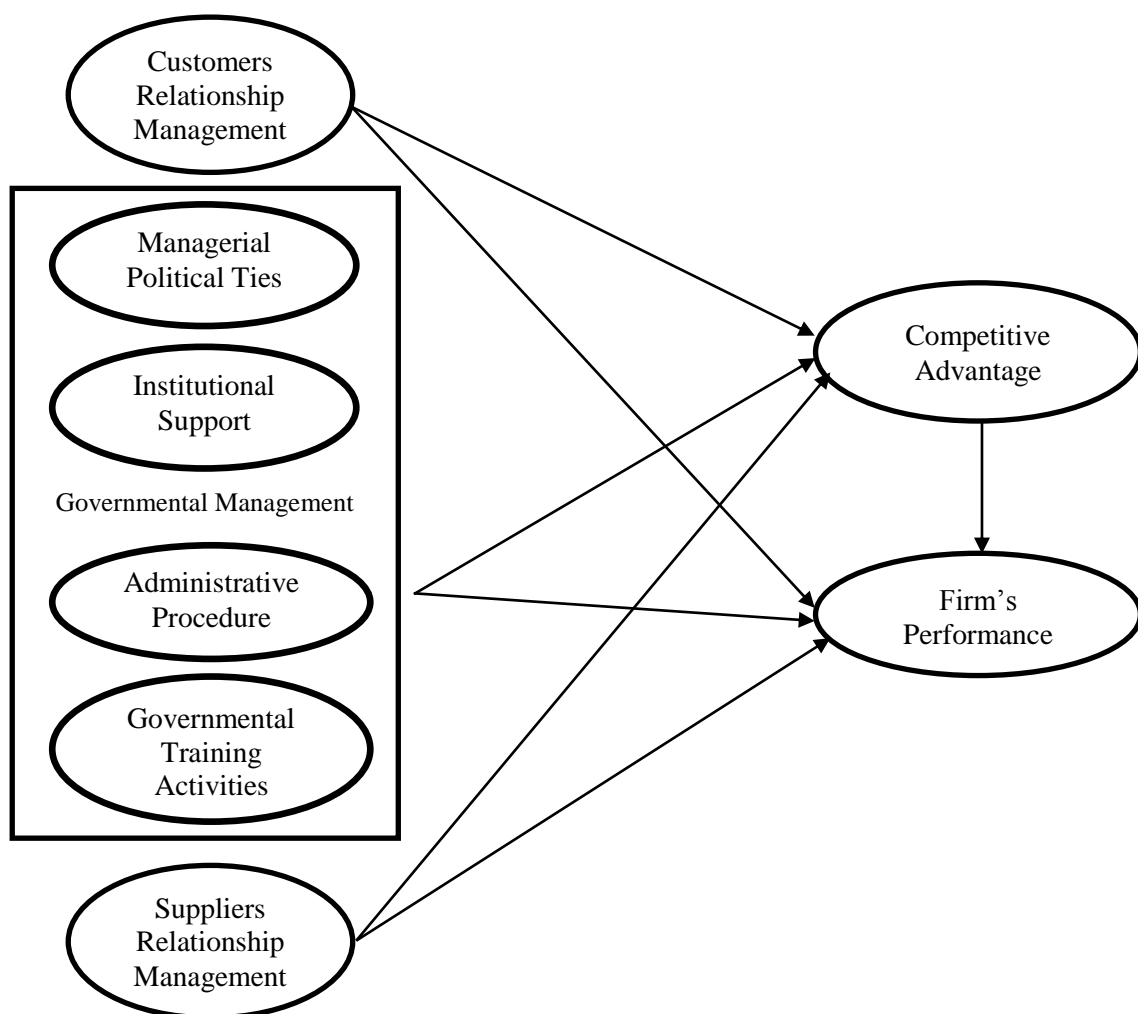 Customers
Relationship
Management
Managerial
Political Ties
Institutional
Support
Governmental Management
Administrative
Procedure
Governmental
Training
Activities
Suppliers
Relationship
Management
Competitive
Advantage
Firm’s
Performance